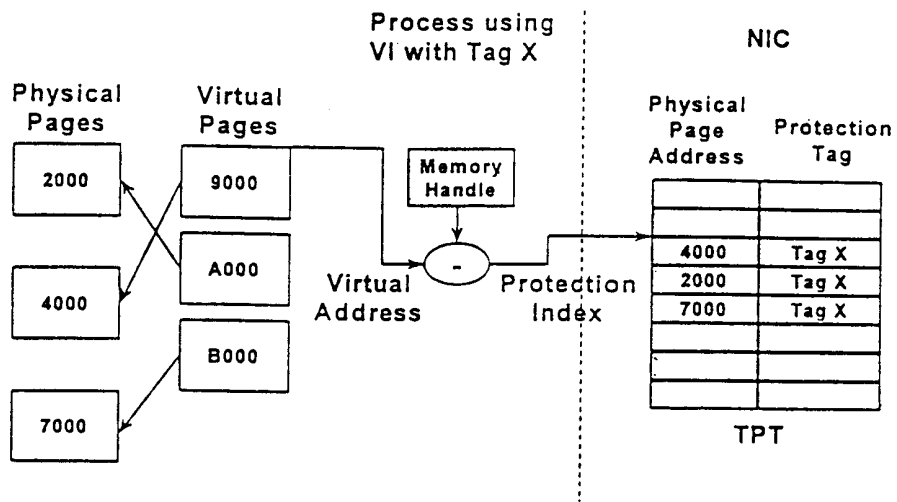 Process using
VI with Tag X
NIC
Physical
Pages
Virtual
Pages
2000
4000
7000
9000
A000
B000
Memory
Handle
-
Virtual
Address
Protection
Index
Physical
Page
Address
Protection
Tag
4000 Tag X
2000 Tag X
7000 Tag X
TPT